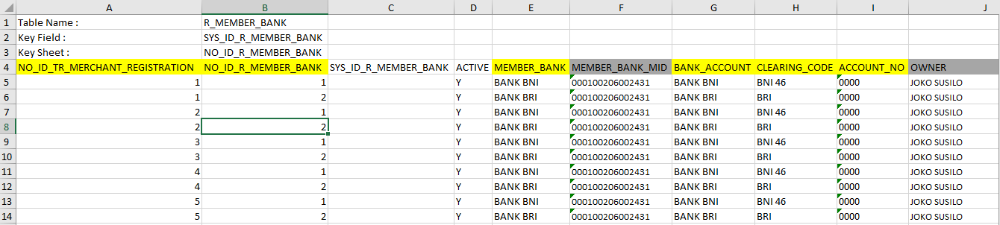 A B C D E F G H I J
1 Table Name : R_MEMBER_BANK
2 Key Field : SYS_ID_R_MEMBER_BANK
3 Key Sheet : NO_ID_R_MEMBER_BANK
4 NO_ID_TR_MERCHANT_REGISTRATION NO_ID_R_MEMBER_BANK SYS_ID_R_MEMBER_BANK ACTIVE MEMBER_BANK MEMBER_BANK_MID BANK_ACCOUNT CLEARING_CODE ACCOUNT_NO OWNER
5 1 1 Y BANK BNI 000100206002431 BANK BNI BNI 46 0000 JOKO SUSILO
6 1 2 Y BANK BRI 000100206002431 BANK BRI BRI 0000 JOKO SUSILO
7 2 1 Y BANK BNI 000100206002431 BANK BNI BNI 46 0000 JOKO SUSILO
8 2 2 Y BANK BRI 000100206002431 BANK BRI BRI 0000 JOKO SUSILO
9 3 1 Y BANK BNI 000100206002431 BANK BNI BNI 46 0000 JOKO SUSILO
10 3 2 Y BANK BRI 000100206002431 BANK BRI BRI 0000 JOKO SUSILO
11 4 1 Y BANK BNI 000100206002431 BANK BNI BNI 46 0000 JOKO SUSILO
12 4 2 Y BANK BRI 000100206002431 BANK BRI BRI 0000 JOKO SUSILO
13 5 1 Y BANK BNI 000100206002431 BANK BNI BNI 46 0000 JOKO SUSILO
14 5 2 Y BANK BRI 000100206002431 BANK BRI BRI 0000 JOKO SUSILO